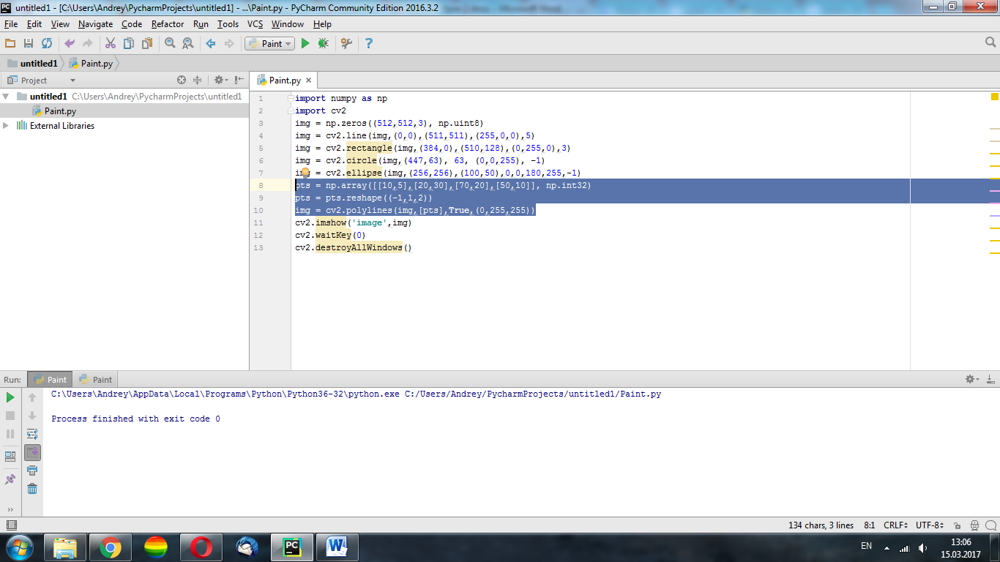 untitled1 - [C:\Users\Andrey\PycharmProjects\untitled1] - ...\Paint.py - PyCharm Community Edition 2016.3.2
File Edit View Navigate Code Refactor Run Tools VCS Window Help
Paint
untitled1 Paint.py
Project
Paint.py
untitled1 C:\Users\Andrey\PycharmProjects\untitled1
Paint.py
External Libraries
1 import numpy as np
2 import cv2
3 img = np.zeros((512,512,3), np.uint8)
4 img = cv2.line(img,(0,0),(511,511),(255,0,0),5)
5 img = cv2.rectangle(img,(384,0),(510,128),(0,255,0),3)
6 img = cv2.circle(img,(447,63), 63, (0,0,255), -1)
7 img = cv2.ellipse(img,(256,256),(100,50),0,0,180,255,-1)
8 pts = np.array([[10,5],[20,30],[70,20],[50,10]], np.int32)
9 pts = pts.reshape((-1,1,2))
10 img = cv2.polylines(img,[pts],True,(0,255,255))
11 cv2.imshow('image',img)
12 cv2.waitKey(0)
13 cv2.destroyAllWindows()
Run: Paint Paint
C:\Users\Andrey\AppData\Local\Programs\Python\Python36-32\python.exe C:/Users/Andrey/PycharmProjects/untitled1/Paint.py
Process finished with exit code 0
134 chars, 3 lines 8:1 CRLF UTF-8
EN
13:06
15.03.2017